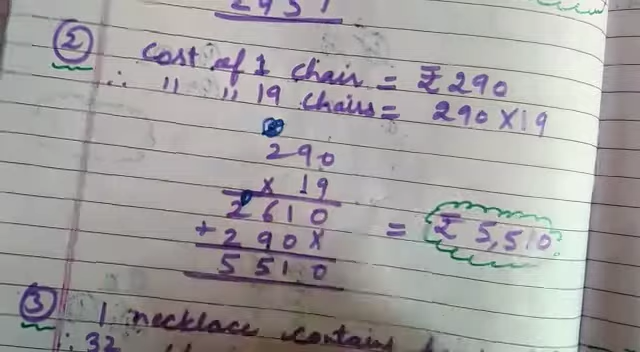 2951
② Cost of 1 chair = ₹ 290
∴ " " 19 chairs = 290 × 19
290
× 19
2610
+ 290×
5510 = ₹ 5,510
③ 1 necklace contains
∴ 32 "